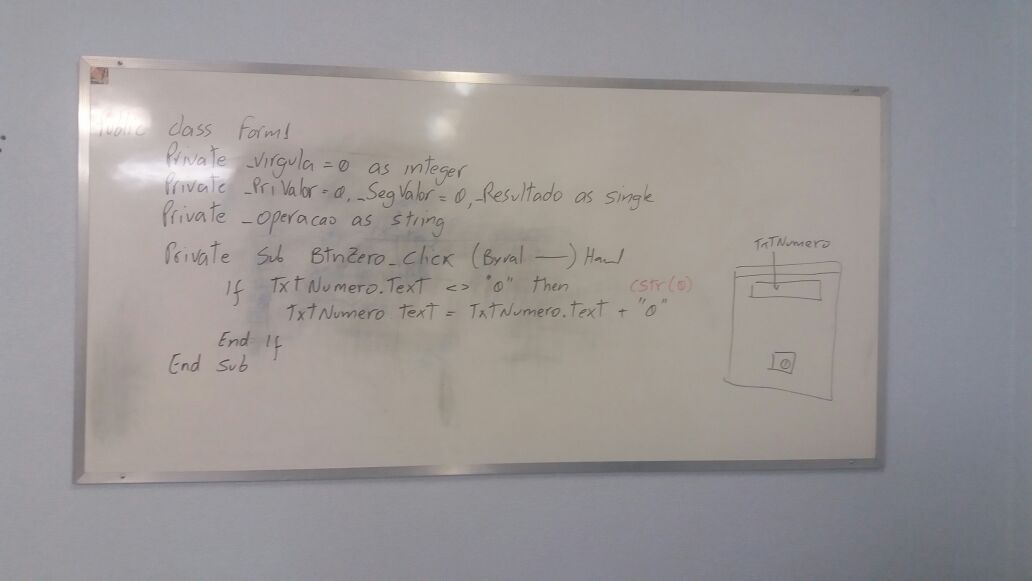 Public class Form1
Private _virgula = 0 as integer
Private _PriValor = 0, _SegValor = 0, _Resultado as single
Private _operacao as string
Private Sub BtnZero_Click (Byval —) Hanl
If TxtNumero.Text <> "0" then
CStr(0)
TxtNumero Text = TxtNumero.Text + "0"
End If
End Sub
TxtNumero
0